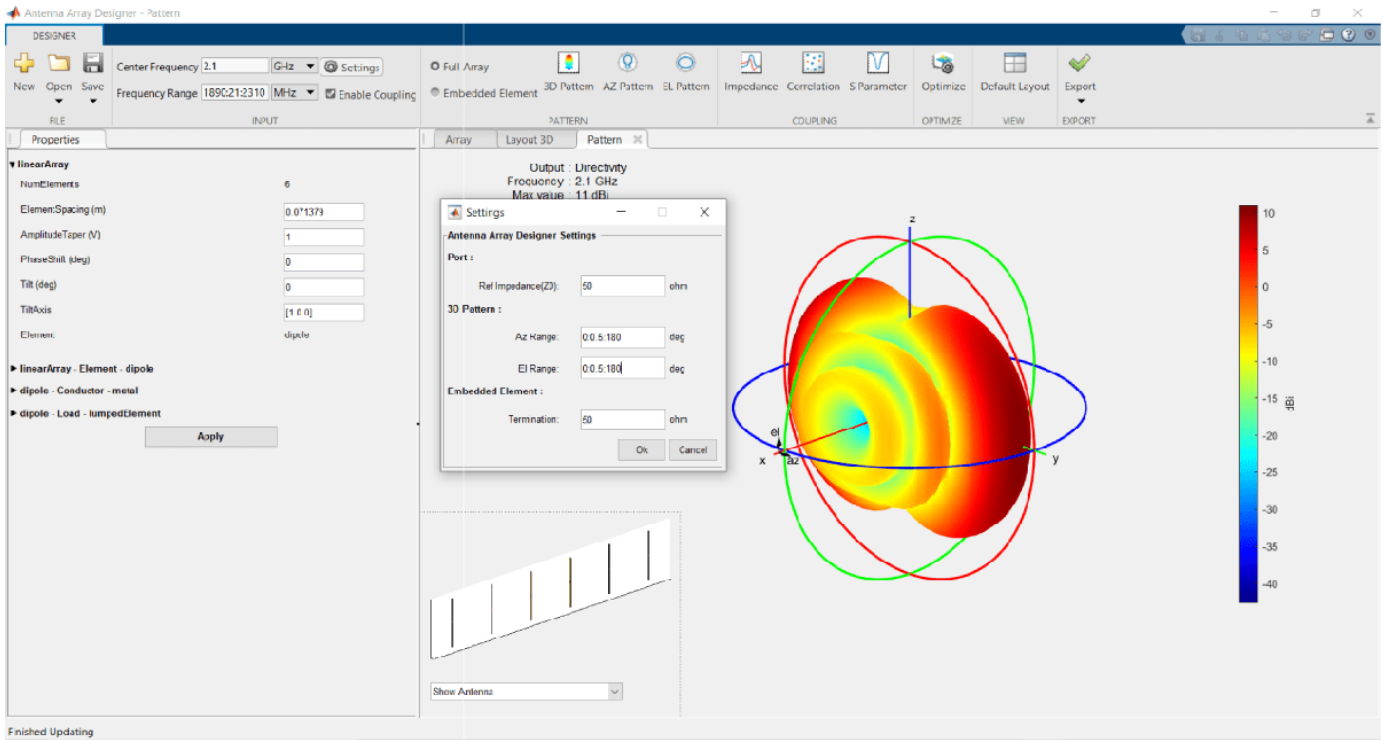 Antenna Array Designer - Pattern
DESIGNER
New Open Save
FILE
Center Frequency 2.1 GHz Settings
Frequency Range 1890:21:2310 MHz Enable Coupling
INPUT
Full Array
Embedded Element
3D Pattern AZ Pattern EL Pattern
PATTERN
Impedance Correlation S Parameter
COUPLING
Optimize
OPTIMIZE
Default Layout
VIEW
Export
EXPORT
Properties
linearArray
NumElements 6
ElementSpacing (m) 0.071379
AmplitudeTaper (V) 1
PhaseShift (deg) 0
Tilt (deg) 0
TiltAxis [1 0 0]
Element dipole
linearArray - Element - dipole
dipole - Conductor - metal
dipole - Load - lumpedElement
Apply
Array Layout 3D Pattern
Output : Directivity
Frequency : 2.1 GHz
Max value : 11 dBi
Settings
Antenna Array Designer Settings
Port :
Ref Impedance(Z0): 50 ohm
3D Pattern :
Az Range: 0:0.5:180 deg
El Range: 0:0.5:180 deg
Embedded Element :
Termination: 50 ohm
Ok Cancel
z
el
x az
y
10
5
0
-5
-10
-15
-20
-25
-30
-35
-40
dBi
Show Antenna
Finished Updating